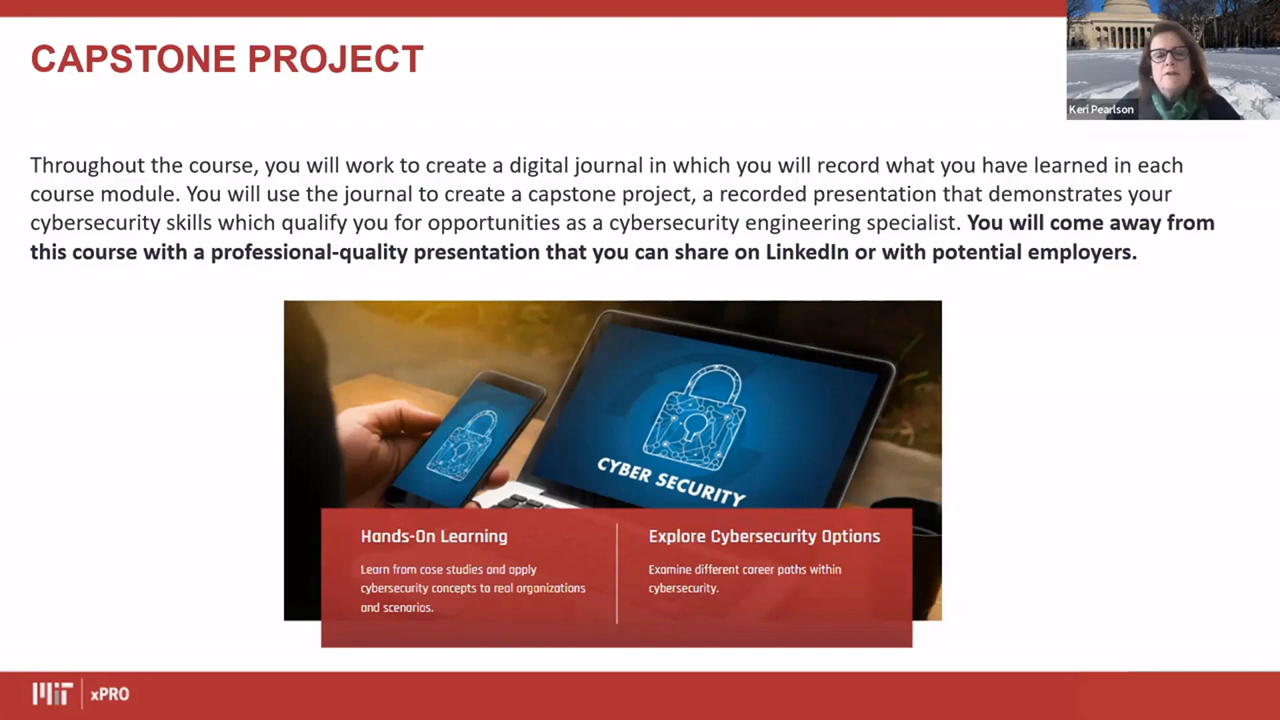 CAPSTONE PROJECT
Keri Pearlson
Throughout the course, you will work to create a digital journal in which you will record what you have learned in each
course module. You will use the journal to create a capstone project, a recorded presentation that demonstrates your
cybersecurity skills which qualify you for opportunities as a cybersecurity engineering specialist. You will come away from
this course with a professional-quality presentation that you can share on LinkedIn or with potential employers.
CYBER SECURITY
Hands-On Learning
Learn from case studies and apply
cybersecurity concepts to real organizations
and scenarios.
Explore Cybersecurity Options
Examine different career paths within
cybersecurity.
MIT xPRO